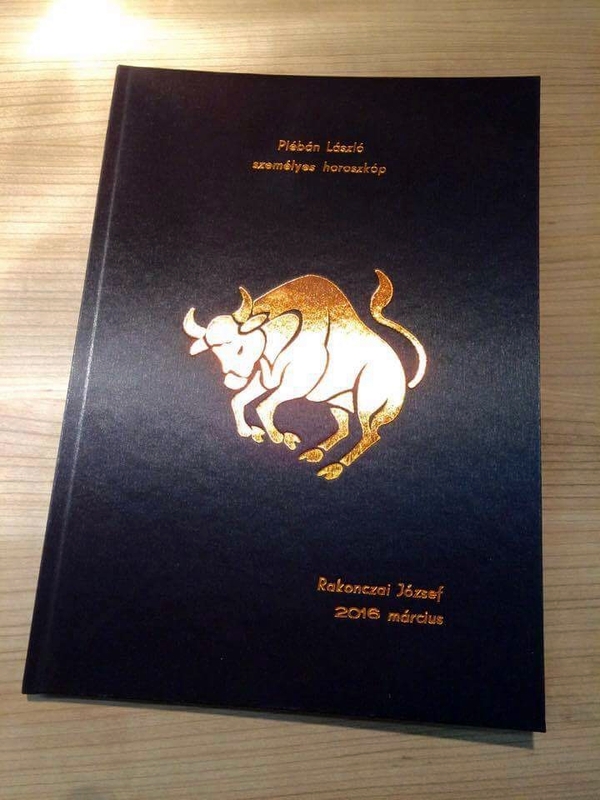 Plébán László
személyes horoszkóp
Rakonczai József
2016 március